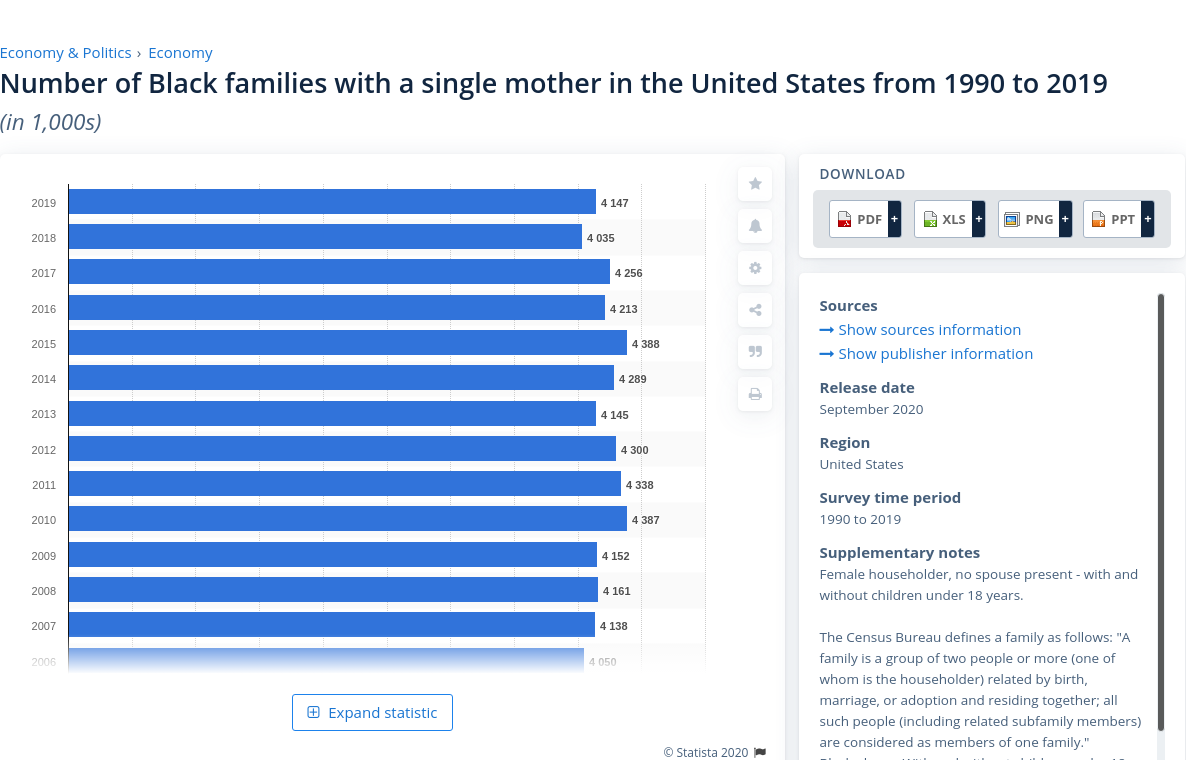 Economy & Politics › Economy
Number of Black families with a single mother in the United States from 1990 to 2019
(in 1,000s)
2019 4 147
2018 4 035
2017 4 256
2016 4 213
2015 4 388
2014 4 289
2013 4 145
2012 4 300
2011 4 338
2010 4 387
2009 4 152
2008 4 161
2007 4 138
2006 4 050
Expand statistic
© Statista 2020
DOWNLOAD
PDF + XLS + PNG + PPT +
Sources
Show sources information
Show publisher information
Release date
September 2020
Region
United States
Survey time period
1990 to 2019
Supplementary notes
Female householder, no spouse present - with and
without children under 18 years.
The Census Bureau defines a family as follows: "A
family is a group of two people or more (one of
whom is the householder) related by birth,
marriage, or adoption and residing together; all
such people (including related subfamily members)
are considered as members of one family."